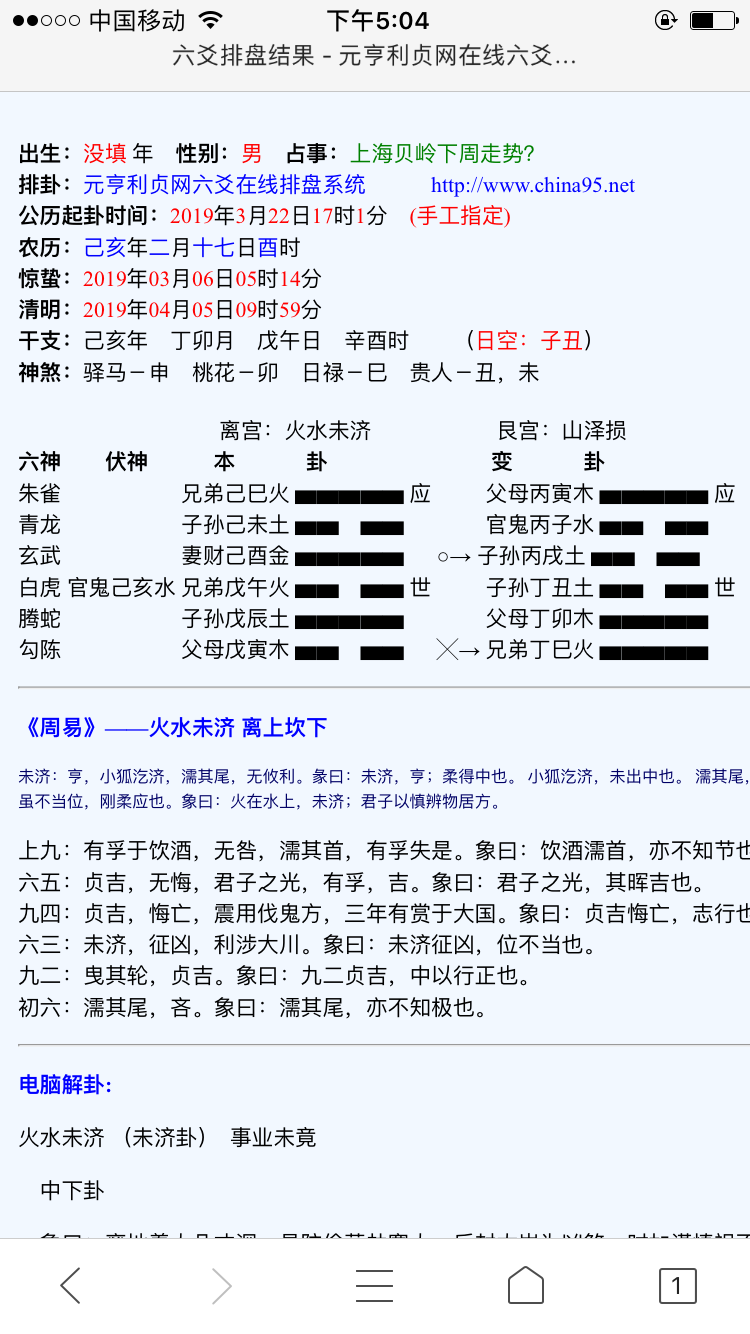 中国移动 下午5:04
六爻排盘结果 - 元亨利贞网在线六爻...
出生：没填 年 性别：男 占事：上海贝岭下周走势?
排卦：元亨利贞网六爻在线排盘系统 http://www.china95.net
公历起卦时间：2019年3月22日17时1分 (手工指定)
农历：己亥年二月十七日酉时
惊蛰：2019年03月06日05时14分
清明：2019年04月05日09时59分
干支：己亥年 丁卯月 戊午日 辛酉时 （日空：子丑）
神煞：驿马－申 桃花－卯 日禄－巳 贵人－丑，未
离宫：火水未济 艮宫：山泽损
六神 伏神 本 卦 变 卦
朱雀 兄弟己巳火 应 父母丙寅木 应
青龙 子孙己未土 官鬼丙子水
玄武 妻财己酉金 ○→ 子孙丙戌土
白虎 官鬼己亥水 兄弟戊午火 世 子孙丁丑土 世
腾蛇 子孙戊辰土 父母丁卯木
勾陈 父母戊寅木 ╳→ 兄弟丁巳火
《周易》——火水未济 离上坎下
未济：亨，小狐汔济，濡其尾，无攸利。彖曰：未济，亨；柔得中也。 小狐汔济，未出中也。 濡其尾，
虽不当位，刚柔应也。象曰：火在水上，未济；君子以慎辨物居方。
上九：有孚于饮酒，无咎，濡其首，有孚失是。象曰：饮酒濡首，亦不知节也
六五：贞吉，无悔，君子之光，有孚，吉。象曰：君子之光，其晖吉也。
九四：贞吉，悔亡，震用伐鬼方，三年有赏于大国。象曰：贞吉悔亡，志行也
六三：未济，征凶，利涉大川。象曰：未济征凶，位不当也。
九二：曳其轮，贞吉。象曰：九二贞吉，中以行正也。
初六：濡其尾，吝。象曰：濡其尾，亦不知极也。
电脑解卦:
火水未济 （未济卦） 事业未竟
中下卦
1